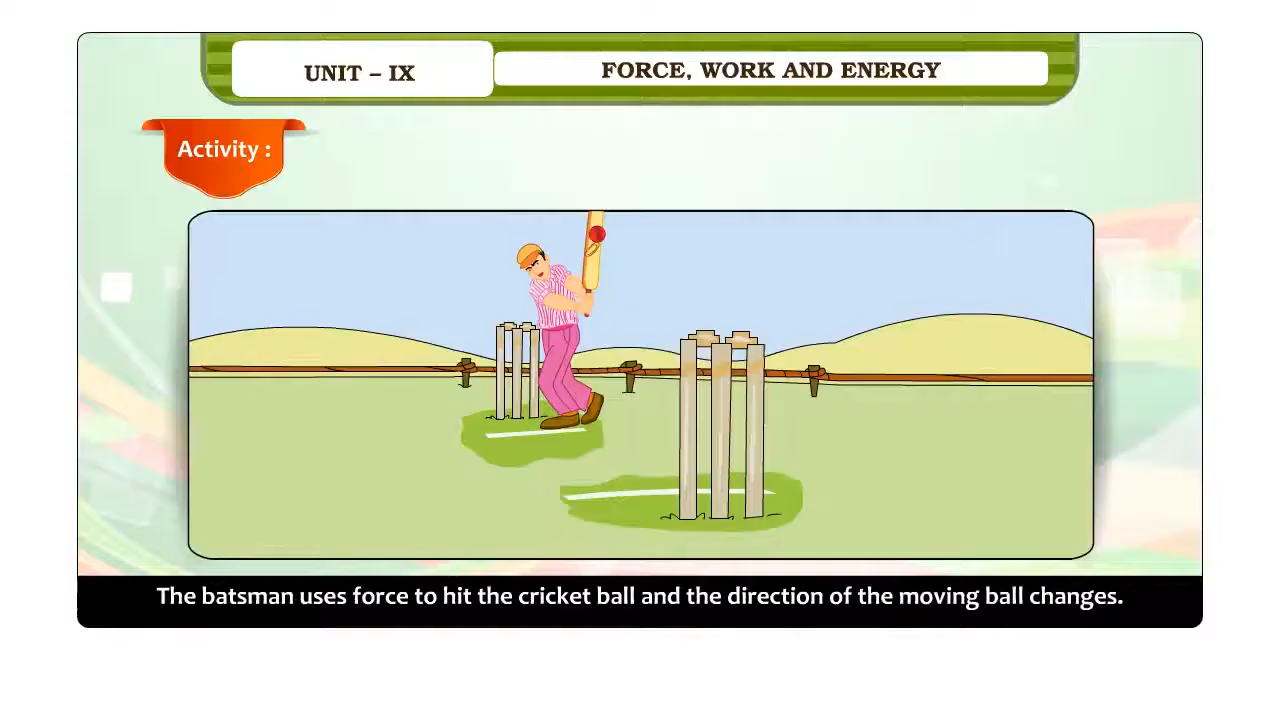 UNIT – IX
FORCE, WORK AND ENERGY
Activity :
The batsman uses force to hit the cricket ball and the direction of the moving ball changes.